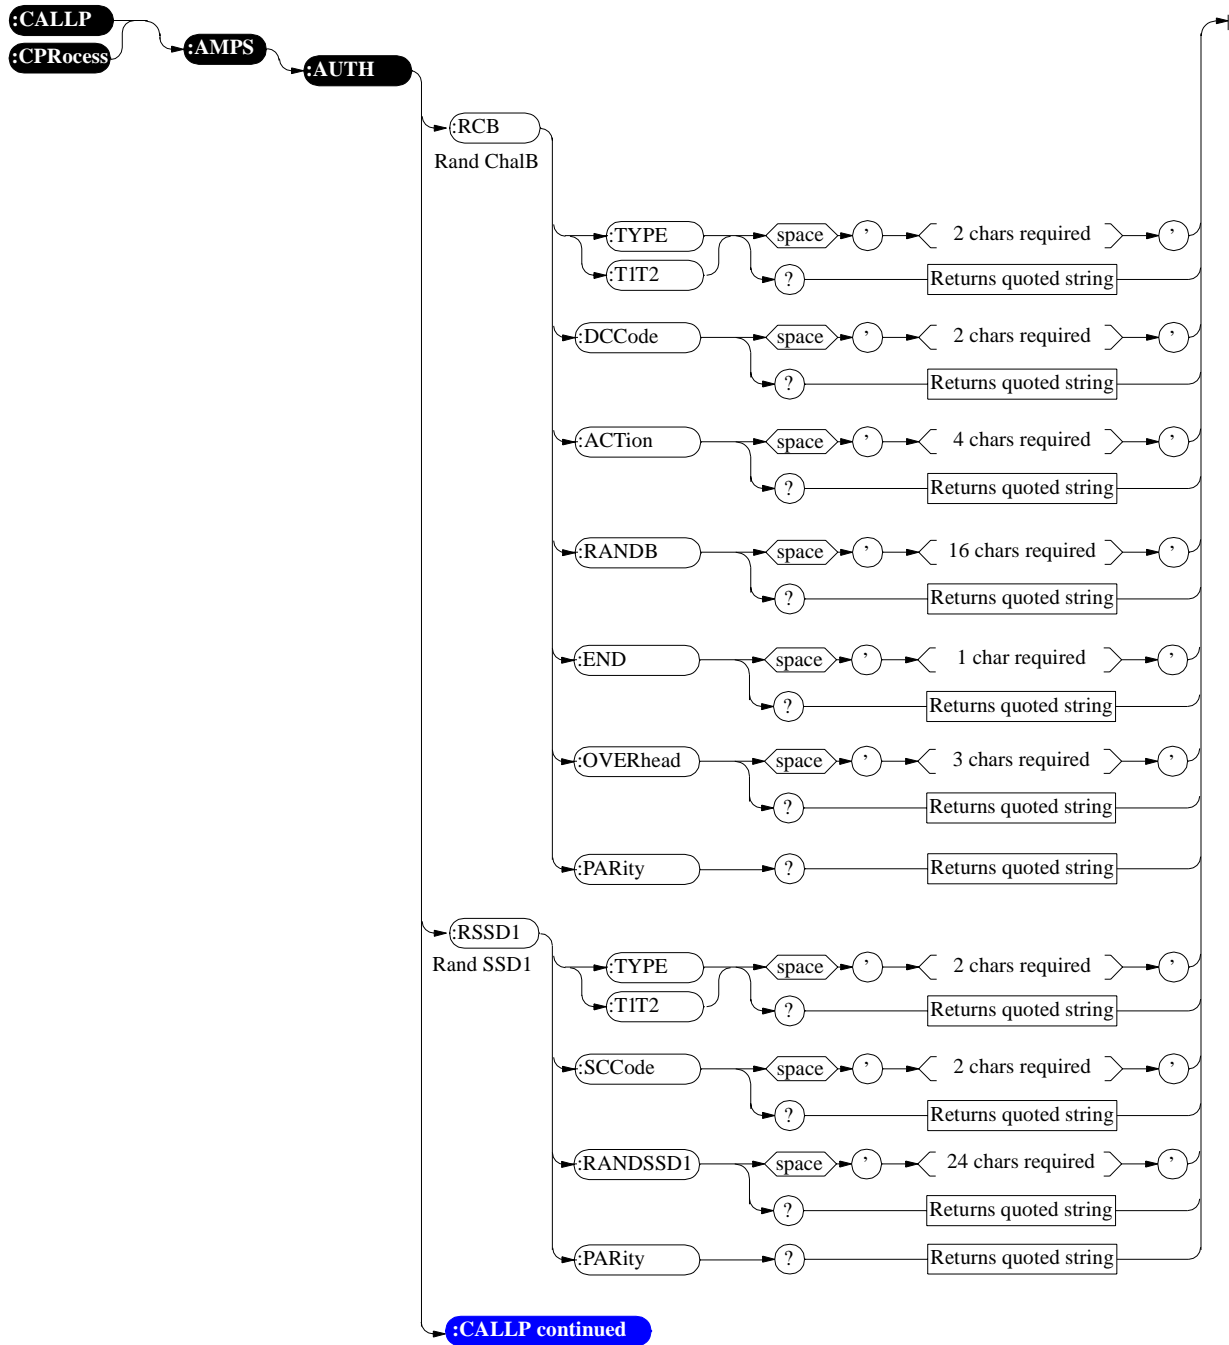 :CALLP
:CPRocess
:AMPS
:AUTH
:RCB
Rand ChalB
:TYPE space ' 2 chars required '
:T1T2 ? Returns quoted string
:DCCode space ' 2 chars required '
? Returns quoted string
:ACTion space ' 4 chars required '
? Returns quoted string
:RANDB space ' 16 chars required '
? Returns quoted string
:END space ' 1 char required '
? Returns quoted string
:OVERhead space ' 3 chars required '
? Returns quoted string
:PARity ? Returns quoted string
:RSSD1
Rand SSD1
:TYPE space ' 2 chars required '
:T1T2 ? Returns quoted string
:SCCode space ' 2 chars required '
? Returns quoted string
:RANDSSD1 space ' 24 chars required '
? Returns quoted string
:PARity ? Returns quoted string
:CALLP continued